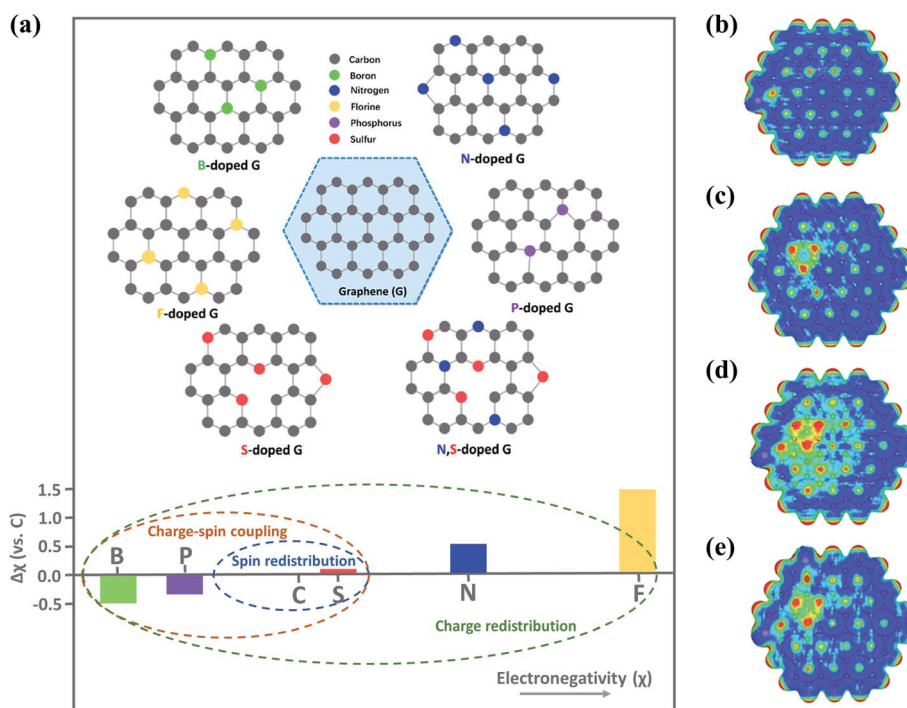 (a)
Carbon
Boron
Nitrogen
Florine
Phosphorus
Sulfur
B-doped G
N-doped G
F-doped G
Graphene (G)
P-doped G
S-doped G
N,S-doped G
Δχ (vs. C)
1.5
1.0
0.5
0.0
-0.5
Charge-spin coupling
Spin redistribution
Charge redistribution
B
P
C
S
N
F
Electronegativity (χ)
(b)
(c)
(d)
(e)